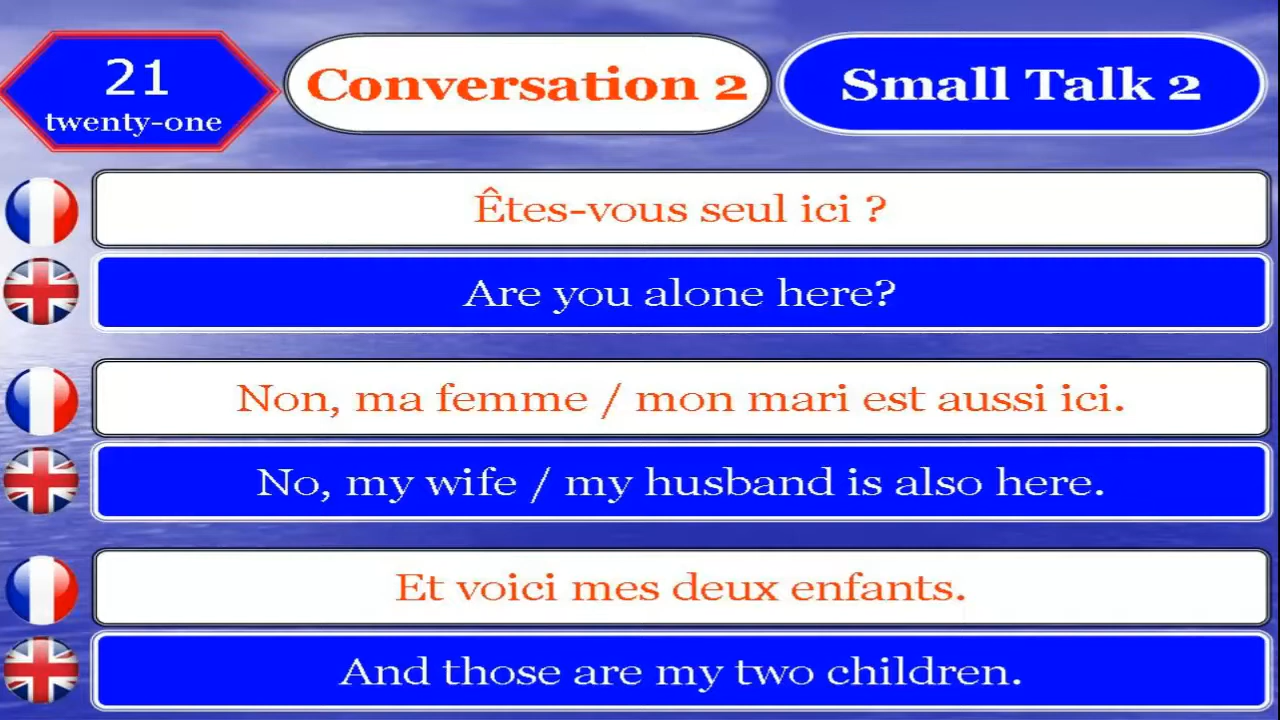 21
twenty-one
Conversation 2
Small Talk 2
Êtes-vous seul ici ?
Are you alone here?
Non, ma femme / mon mari est aussi ici.
No, my wife / my husband is also here.
Et voici mes deux enfants.
And those are my two children.